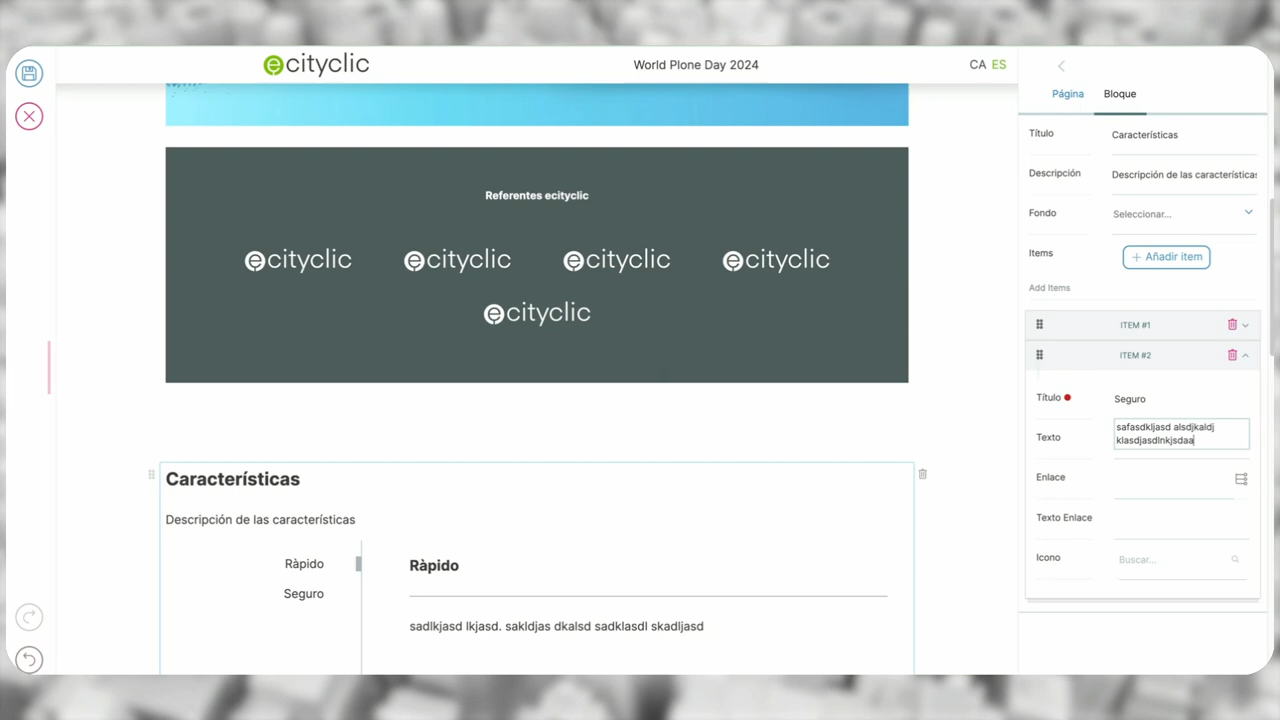 ecityclic
World Plone Day 2024
CA ES
Referentes ecityclic
ecityclic ecityclic ecityclic ecityclic
ecityclic
Características
Descripción de las características
Ràpido
Seguro
Ràpido
sadlkjasd lkjasd. sakldjas dkalsd sadklasdl skadljasd
Página Bloque
Título Características
Descripción Descripción de las características
Fondo Seleccionar...
Items + Añadir item
Add Items
ITEM #1
ITEM #2
Título Seguro
Texto safasdkljasd alsdjkaldj
klasdjasdlnkjsdaa
Enlace
Texto Enlace
Icono Buscar...